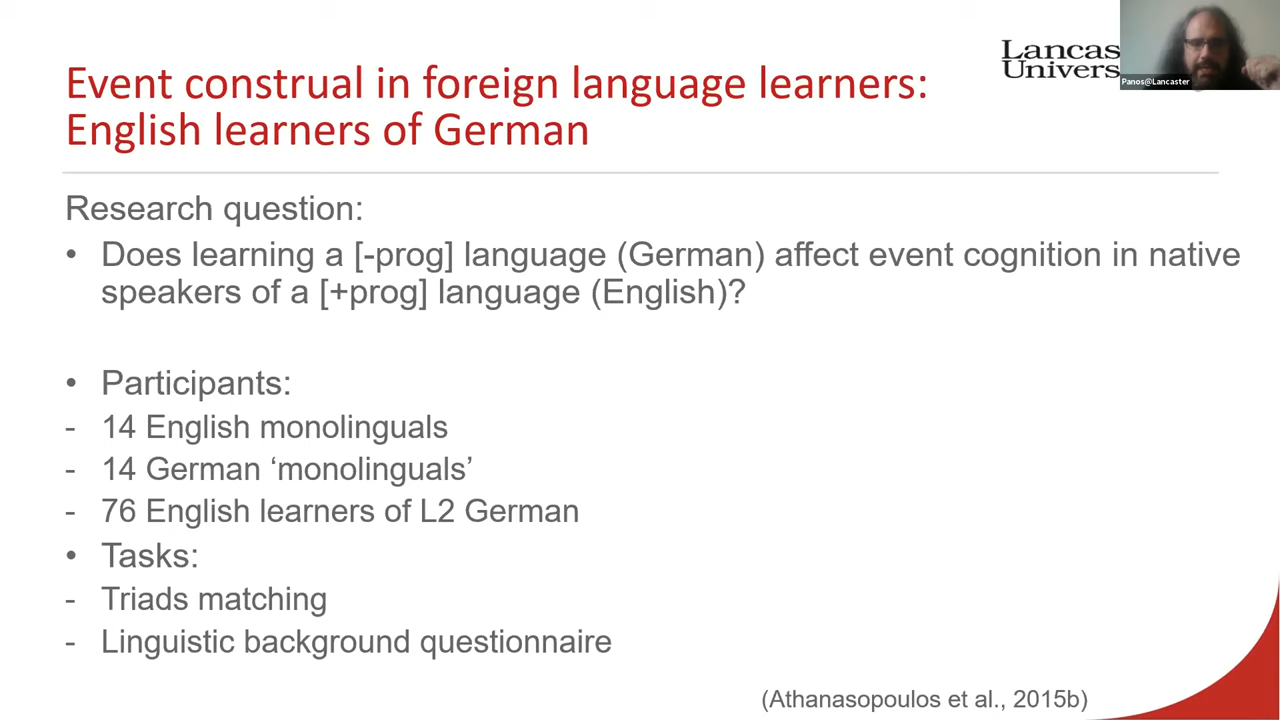 Event construal in foreign language learners:
English learners of German
Lancas
Univers
Panos@Lancaster
Research question:
• Does learning a [-prog] language (German) affect event cognition in native
speakers of a [+prog] language (English)?
• Participants:
- 14 English monolinguals
- 14 German ‘monolinguals’
- 76 English learners of L2 German
• Tasks:
- Triads matching
- Linguistic background questionnaire
(Athanasopoulos et al., 2015b)